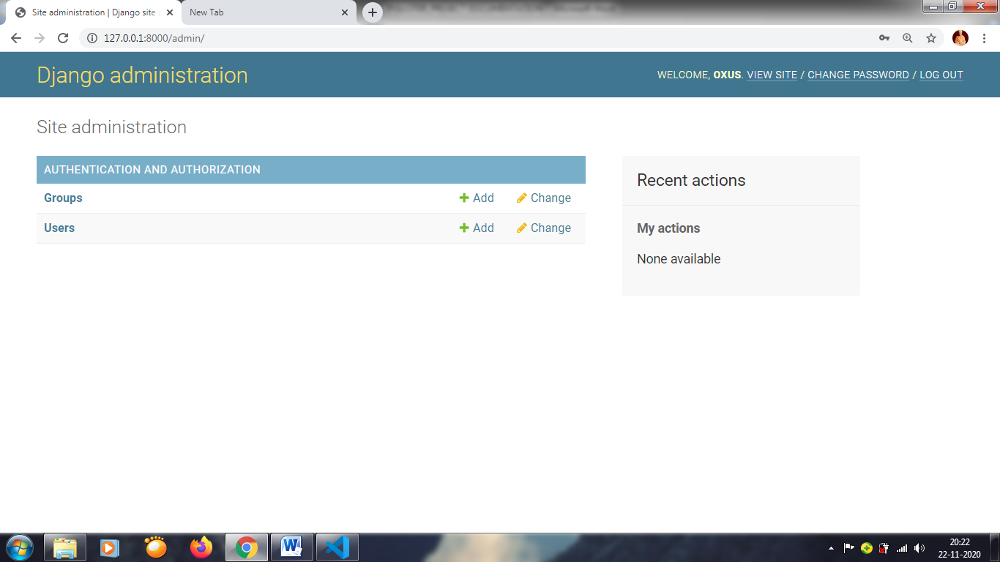 Site administration | Django site
New Tab
127.0.0.1:8000/admin/
Django administration
WELCOME, OXUS. VIEW SITE / CHANGE PASSWORD / LOG OUT
Site administration
AUTHENTICATION AND AUTHORIZATION
Groups Add Change
Users Add Change
Recent actions
My actions
None available
20:22
22-11-2020